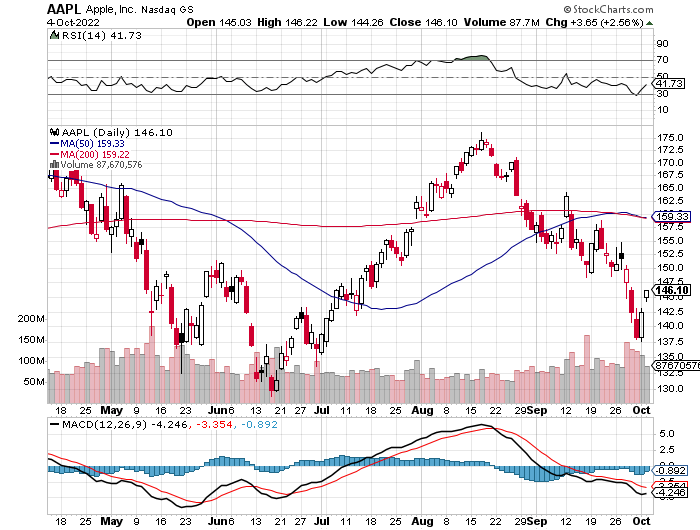 AAPL Apple, Inc. Nasdaq GS © StockCharts.com
4-Oct-2022 Open 145.03 High 146.22 Low 144.26 Close 146.10 Volume 87.7M Chg +3.65 (+2.56%)
RSI(14) 41.73
90
70
50
41.73
30
10
AAPL (Daily) 146.10
MA(50) 159.33
MA(200) 159.22
Volume 87,670,576
175.0
172.5
170.0
167.5
165.0
162.5
159.33
157.5
155.0
152.5
150.0
147.5
146.10
142.5
140.0
137.5
135.0
87670576
132.5
130.0
200M
150M
100M
50M
18 25 May 9 16 23 Jun 6 13 21 27 Jul 11 18 25 Aug 8 15 22 29 Sep 12 19 26 Oct
MACD(12,26,9) -4.246, -3.354, -0.892
5.0
2.5
0.0
-0.892
-3.354
-4.246
18 25 May 9 16 23 Jun 6 13 21 27 Jul 11 18 25 Aug 8 15 22 29 Sep 12 19 26 Oct